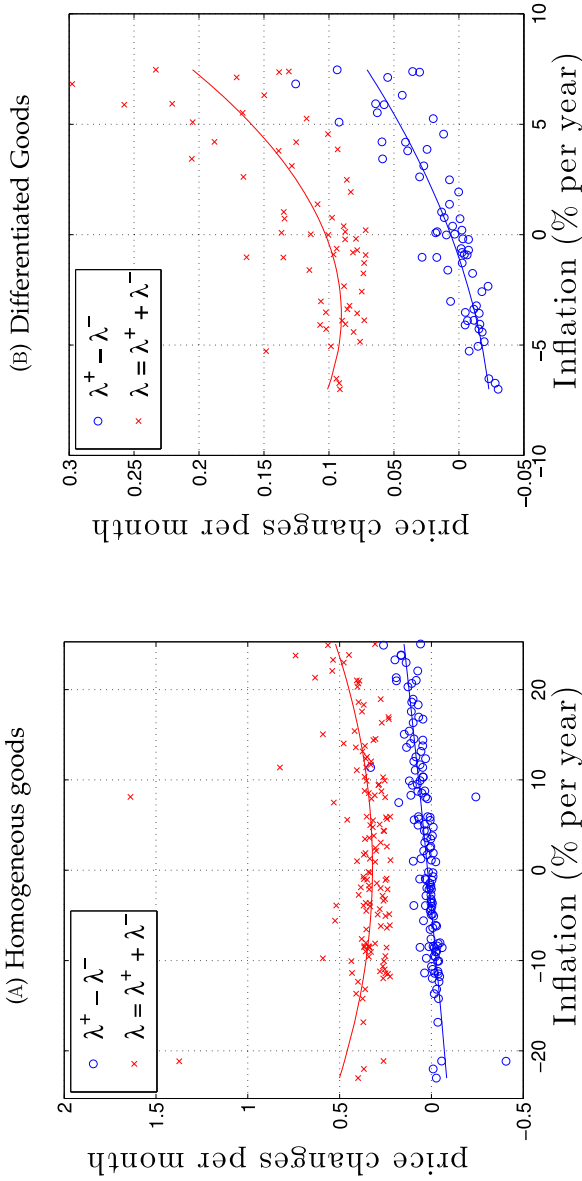 (A) Homogeneous goods
2
1.5
1
0.5
0
−0.5
price changes per month
λ⁺ − λ⁻
λ = λ⁺ + λ⁻
−20
−10
0
10
20
Inflation (% per year)
(B) Differentiated Goods
0.3
0.25
0.2
0.15
0.1
0.05
0
−0.05
price changes per month
λ⁺ − λ⁻
λ = λ⁺ + λ⁻
−10
−5
0
5
10
Inflation (% per year)